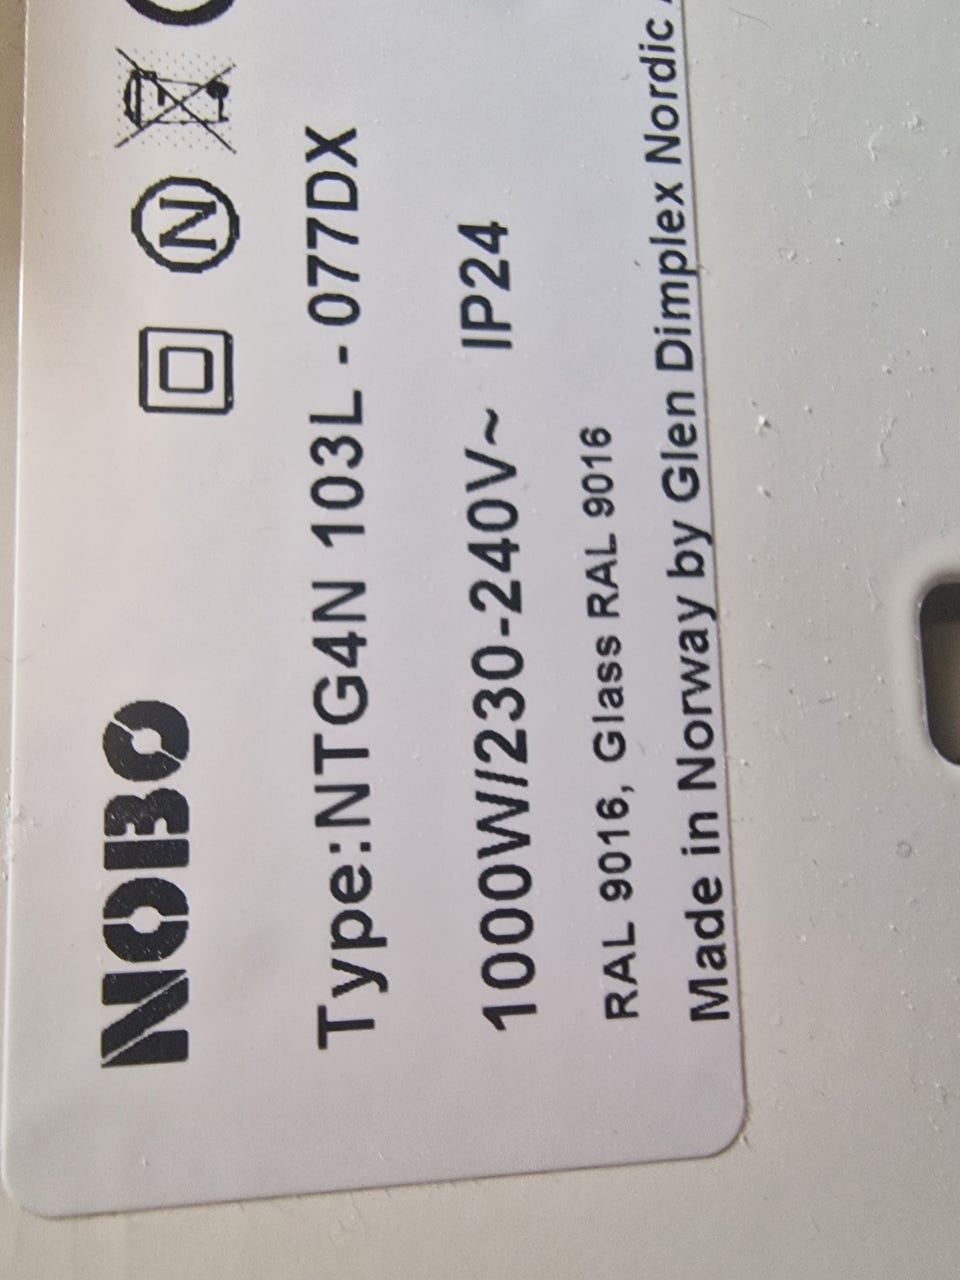 NOBO
N
Type:NTG4N 103L - 077DX
1000W/230-240V~ IP24
RAL 9016, Glass RAL 9016
Made in Norway by Glen Dimplex Nordic